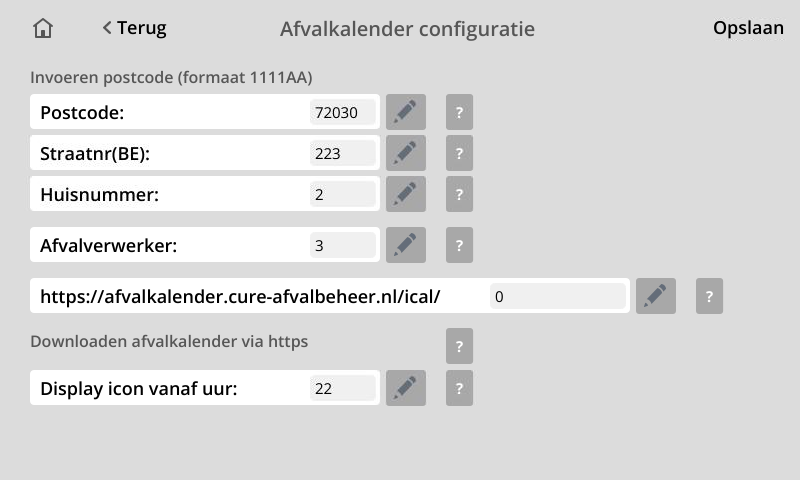 Terug Afvalkalender configuratie Opslaan
Invoeren postcode (formaat 1111AA)
Postcode: 72030 ?
Straatnr(BE): 223 ?
Huisnummer: 2 ?
Afvalverwerker: 3 ?
https://afvalkalender.cure-afvalbeheer.nl/ical/ 0 ?
Downloaden afvalkalender via https ?
Display icon vanaf uur: 22 ?